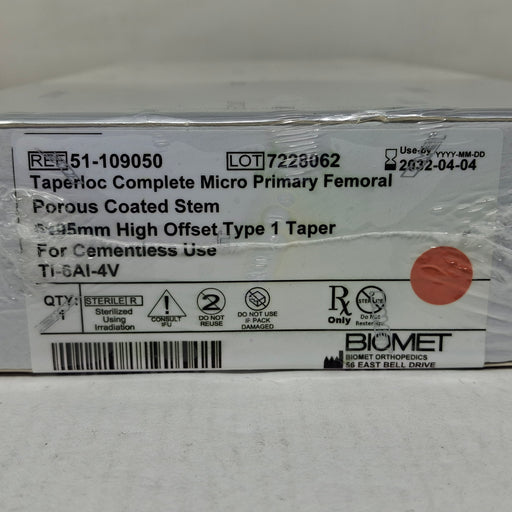 REF 51-109050 LOT 7228062 Use-by YYYY-MM-DD
2032-04-04
Taperloc Complete Micro Primary Femoral
Porous Coated Stem
High Offset Type 1 Taper
For Cementless Use
TI-6Al-4V
QTY: 1
STERILE R
Sterilized
Using
Irradiation
CONSULT
IFU
2
DO NOT
REUSE
DO NOT USE
IF PACK
DAMAGED
Rx
Only
Do Not
BIOMET
BIOMET ORTHOPEDICS
56 EAST BELL DRIVE